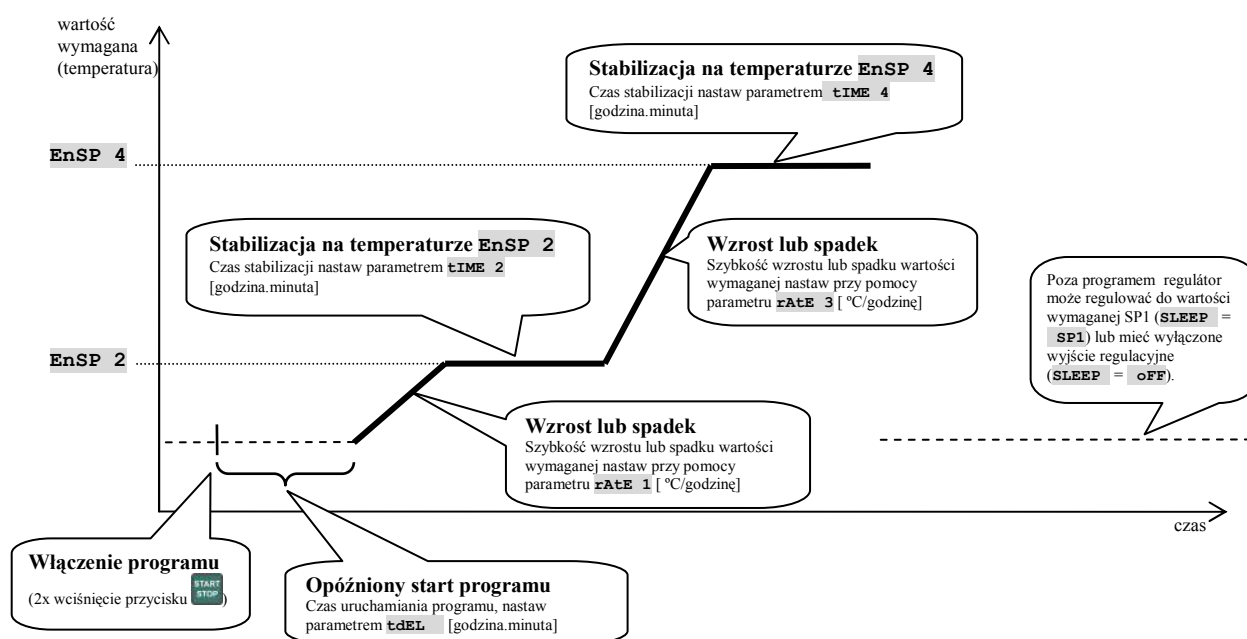 wartość
wymagana
(temperatura)
Stabilizacja na temperaturze EnSP 4
Czas stabilizacji nastaw parametrem tIME 4
[godzina.minuta]
EnSP 4
Stabilizacja na temperaturze EnSP 2
Czas stabilizacji nastaw parametrem tIME 2
[godzina.minuta]
Wzrost lub spadek
Szybkość wzrostu lub spadku wartości
wymaganej nastaw przy pomocy
parametru rAtE 3 [ °C/godzinę]
Poza programem regulátor
może regulować do wartości
wymaganej SP1 (SLEEP =
SP1) lub mieć wyłączone
wyjście regulacyjne
(SLEEP = oFF).
EnSP 2
Wzrost lub spadek
Szybkość wzrostu lub spadku wartości
wymaganej nastaw przy pomocy
parametru rAtE 1 [ °C/godzinę]
czas
Włączenie programu
(2x wciśnięcie przycisku START STOP)
Opóźniony start programu
Czas uruchamiania programu, nastaw
parametrem tdEL [godzina.minuta]